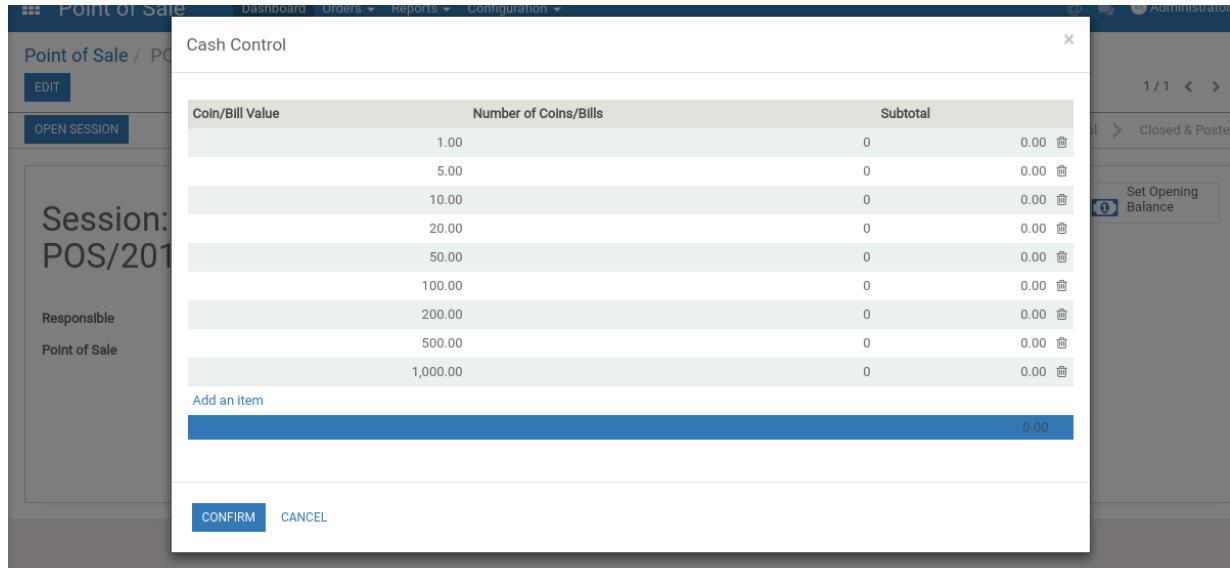 Point of Sale Dashboard Orders Reports Configuration @ Administrator
Cash Control ×
Point of Sale / PO
EDIT 1 / 1
Coin/Bill Value Number of Coins/Bills Subtotal
OPEN SESSION Closed & Poste
1.00 0 0.00
5.00 0 0.00
10.00 0 0.00
Set Opening
Balance
Session:
20.00 0 0.00
POS/201
50.00 0 0.00
100.00 0 0.00
Responsible 200.00 0 0.00
Point of Sale 500.00 0 0.00
1,000.00 0 0.00
Add an item
0.00
CONFIRM CANCEL